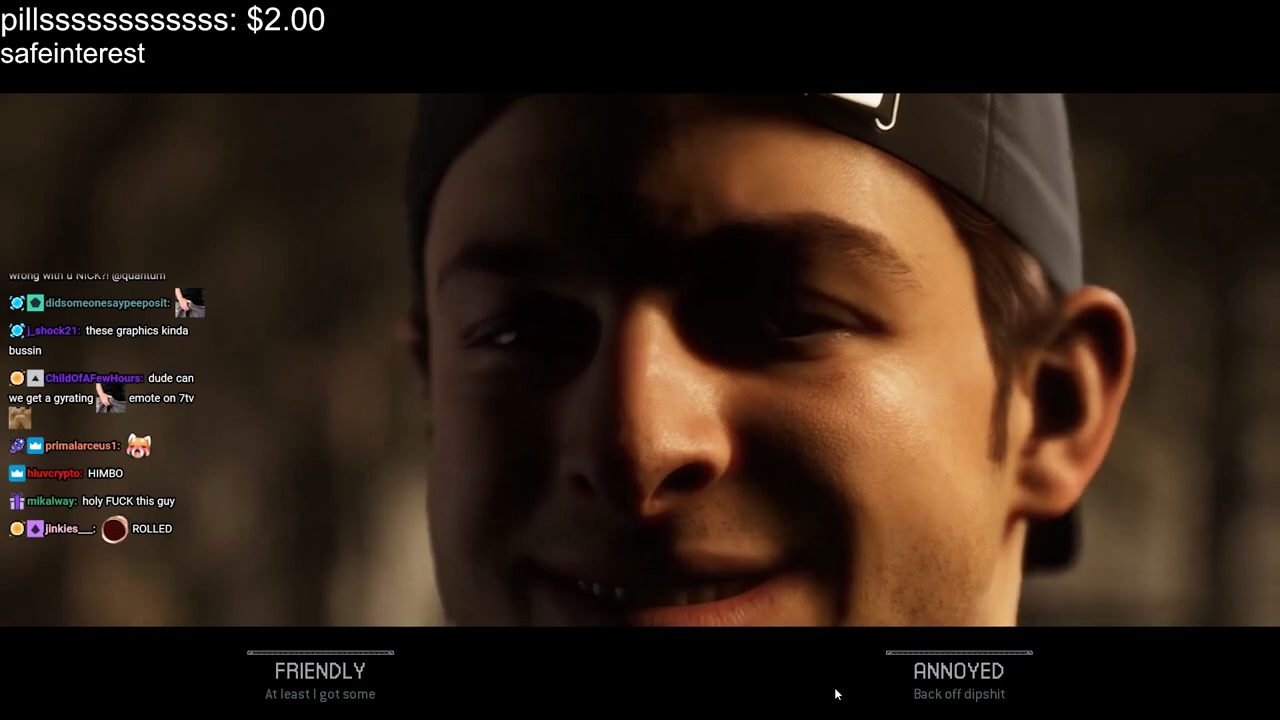 pillssssssssssss: $2.00
safeinterest
wrong with u NICK?! @quantum
didsomeonesaypeeposit:
j_shock21: these graphics kinda
bussin
ChildOfAFewHours: dude can
we get a gyrating emote on 7tv
primalarceus1:
hluvcrypto: HIMBO
mikalway: holy FUCK this guy
jinkies__: ROLLED
FRIENDLY
At least I got some
ANNOYED
Back off dipshit